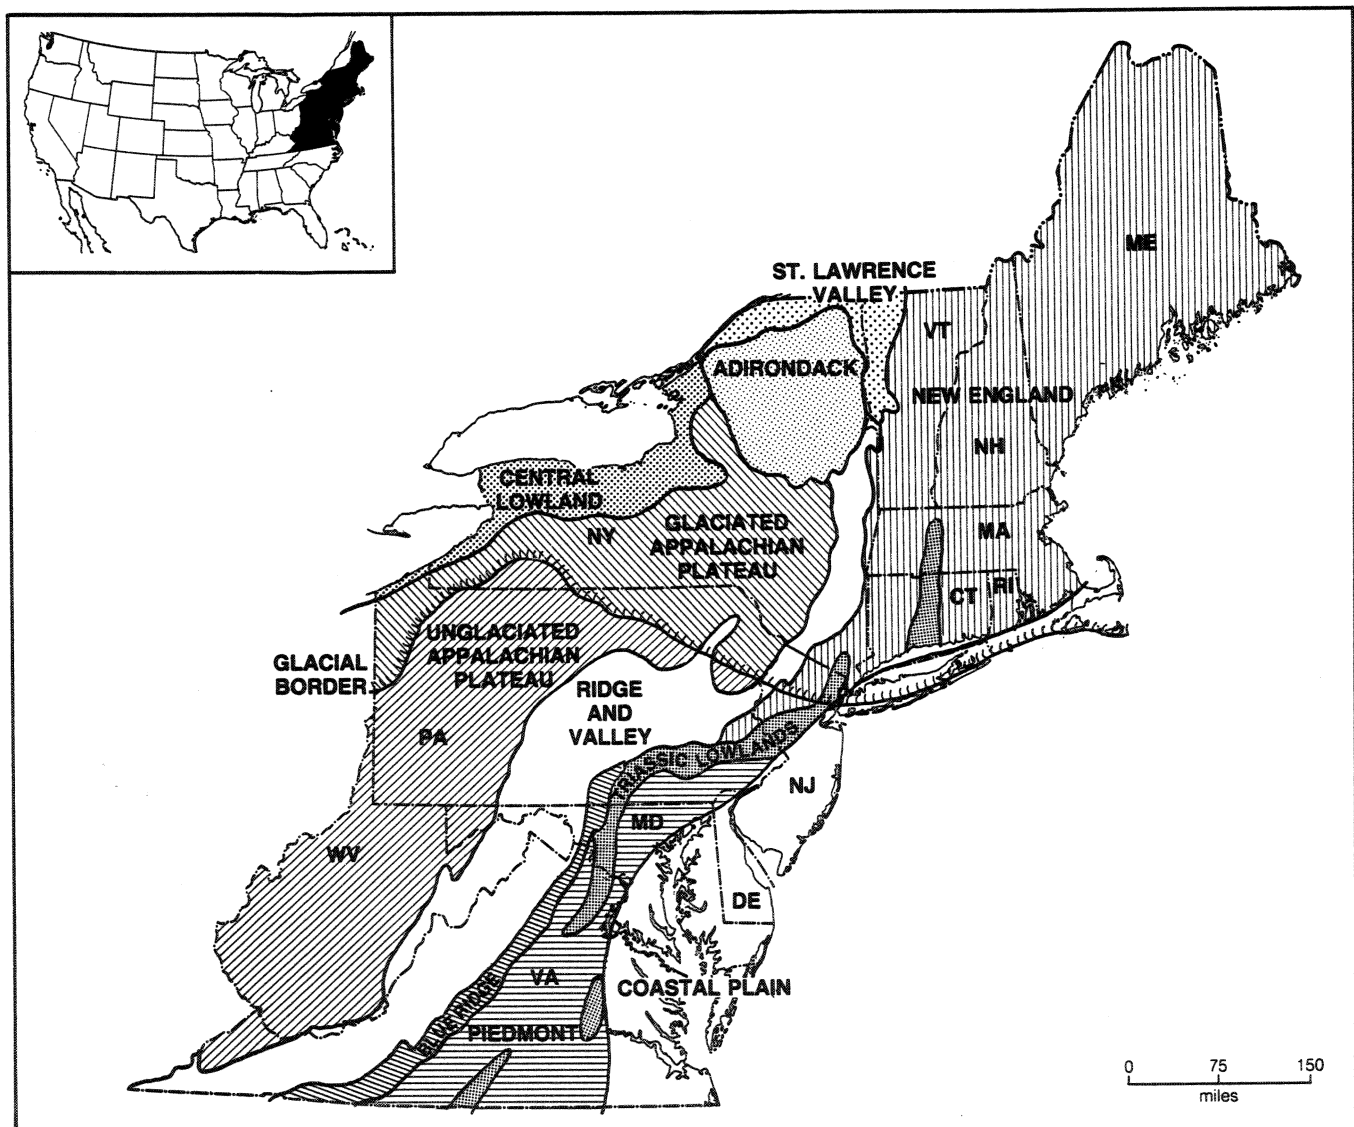 ME
ST. LAWRENCE
VALLEY
VT
ADIRONDACK
NEW ENGLAND
NH
CENTRAL
LOWLAND
NY
GLACIATED
APPALACHIAN
PLATEAU
MA
CT
RI
UNGLACIATED
APPALACHIAN
PLATEAU
GLACIAL
BORDER
RIDGE
AND
VALLEY
PA
TRIASSIC LOWLANDS
NJ
MD
WV
DE
VA
COASTAL PLAIN
BLUE RIDGE
PIEDMONT
0 75 150
miles